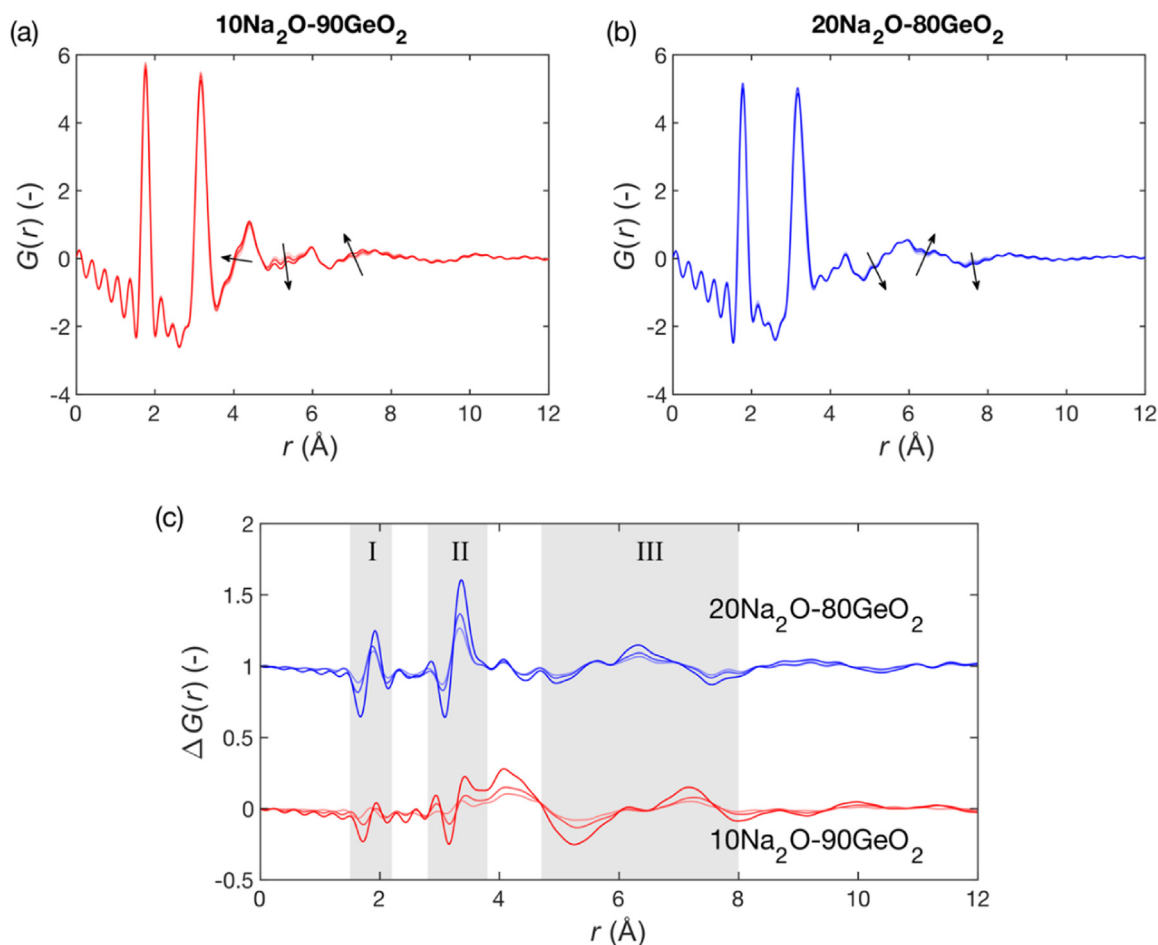 (a)
10Na₂O-90GeO₂
6
4
2
0
-2
-4
G(r) (-)
0 2 4 6 8 10 12
r (Å)
(b)
20Na₂O-80GeO₂
6
4
2
0
-2
-4
G(r) (-)
0 2 4 6 8 10 12
r (Å)
(c)
2
1.5
1
0.5
0
-0.5
ΔG(r) (-)
I II III
20Na₂O-80GeO₂
10Na₂O-90GeO₂
0 2 4 6 8 10 12
r (Å)